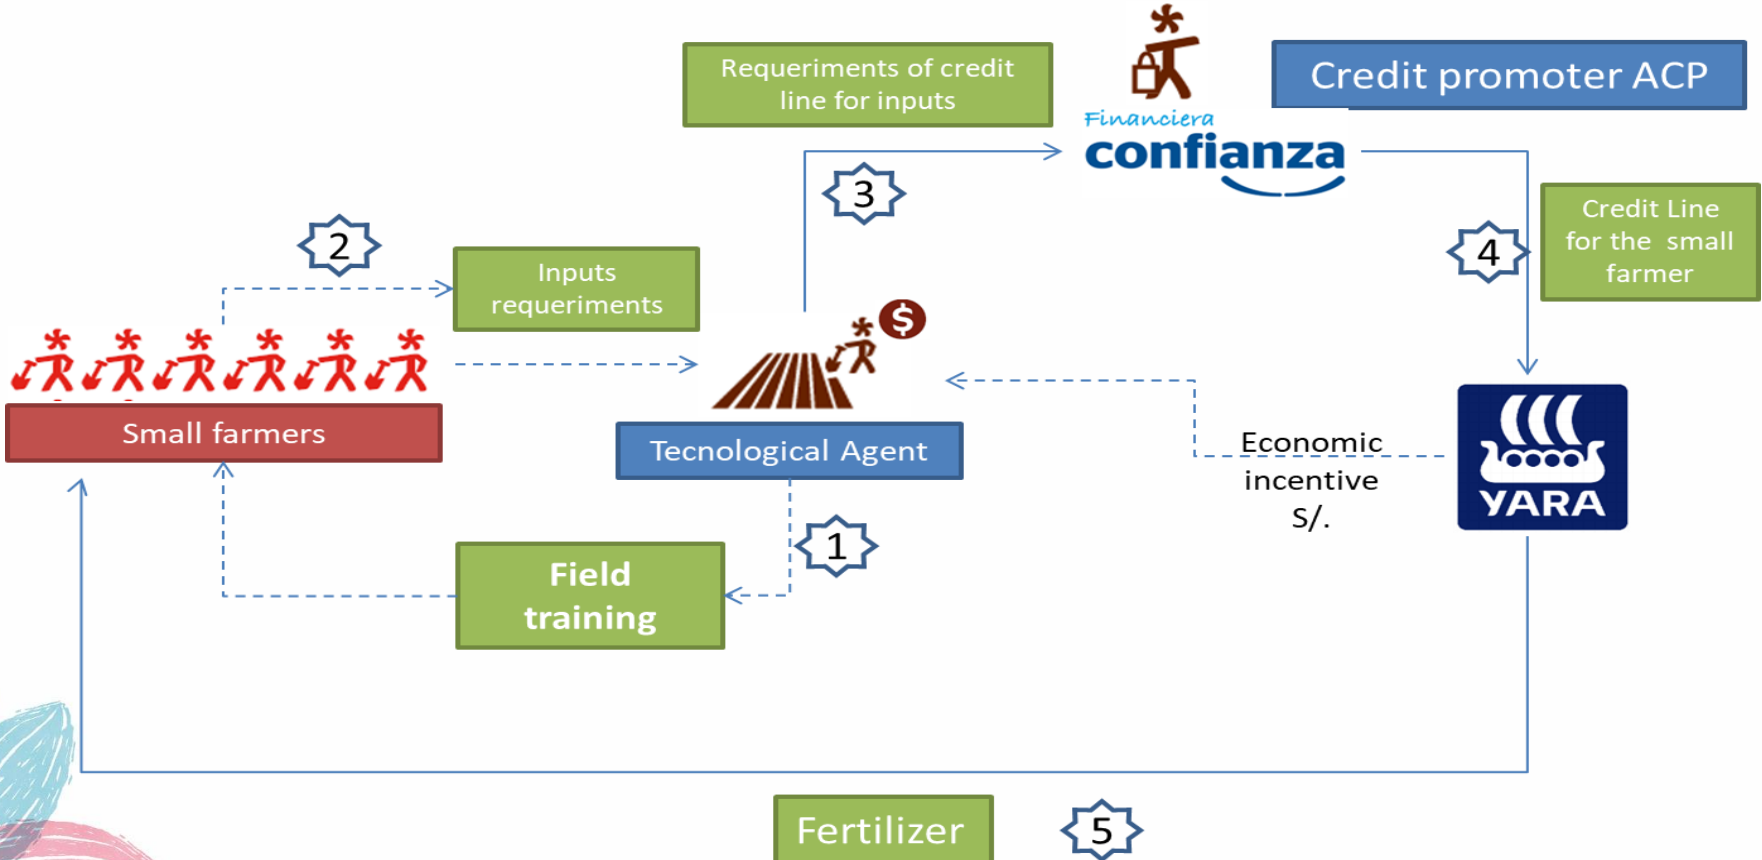 Requeriments of credit
line for inputs
Credit promoter ACP
Financiera
confianza
3
2
Inputs
requeriments
4
Credit Line
for the small
farmer
$
Small farmers
Tecnological Agent
Economic
incentive
S/.
YARA
1
Field
training
Fertilizer
5